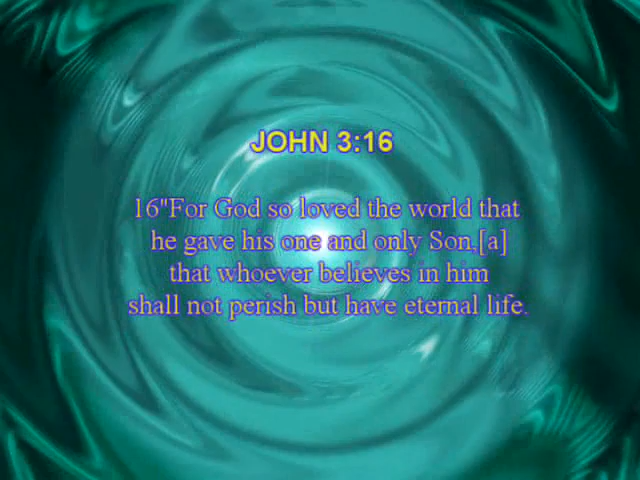 JOHN 3:16
16"For God so loved the world that
he gave his one and only Son,[a]
that whoever believes in him
shall not perish but have eternal life.